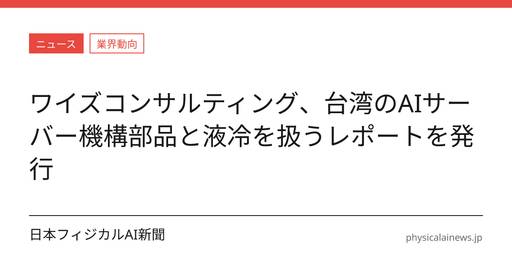 ニュース 業界動向
ワイズコンサルティング、台湾のAIサー
バー機構部品と液冷を扱うレポートを発
行
日本フィジカルAI新聞 physicalainews.jp